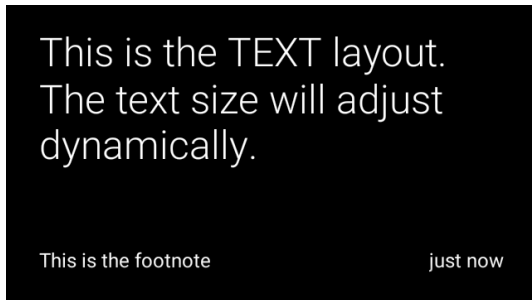 This is the TEXT layout.
The text size will adjust
dynamically.
This is the footnote
just now